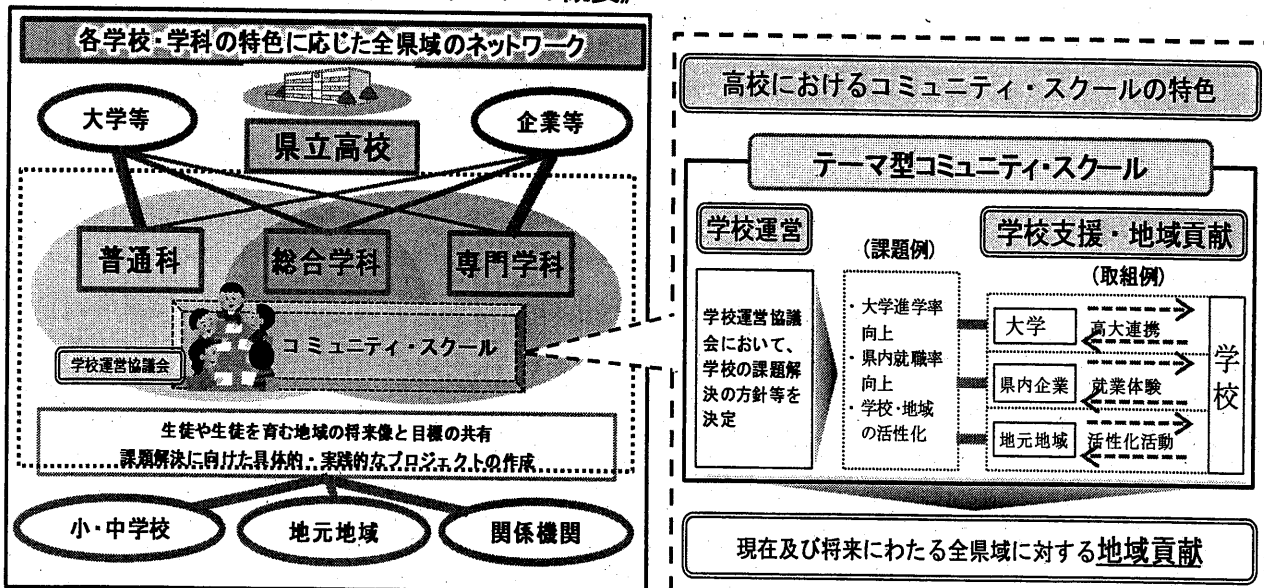 各学校・学科の特色に応じた全県域のネットワーク
大学等
企業等
県立高校
普通科
総合学科
専門学科
コミュニティ・スクール
学校運営協議会
生徒や生徒を育む地域の将来像と目標の共有
課題解決に向けた具体的・実践的なプロジェクトの作成
小・中学校
地元地域
関係機関
高校におけるコミュニティ・スクールの特色
テーマ型コミュニティ・スクール
学校運営
学校運営協議
会において、
学校の課題解
決の方針等を
決定
(課題例)
・大学進学率
向上
・県内就職率
向上
・学校・地域
の活性化
学校支援・地域貢献
(取組例)
大学
高大連携
県内企業
就業体験
地元地域
活性化活動
学校
現在及び将来にわたる全県域に対する地域貢献